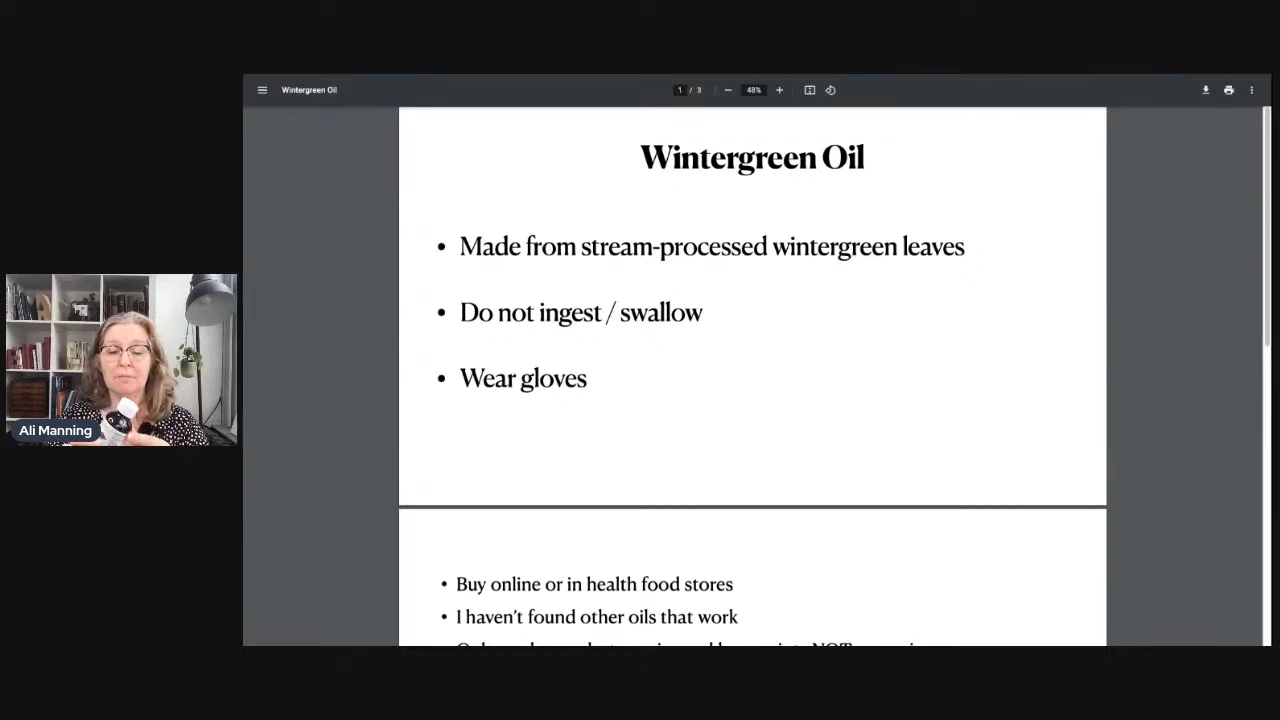 Wintergreen Oil
1 / 3
48%
Wintergreen Oil
• Made from stream-processed wintergreen leaves
• Do not ingest / swallow
• Wear gloves
Ali Manning
• Buy online or in health food stores
• I haven’t found other oils that work